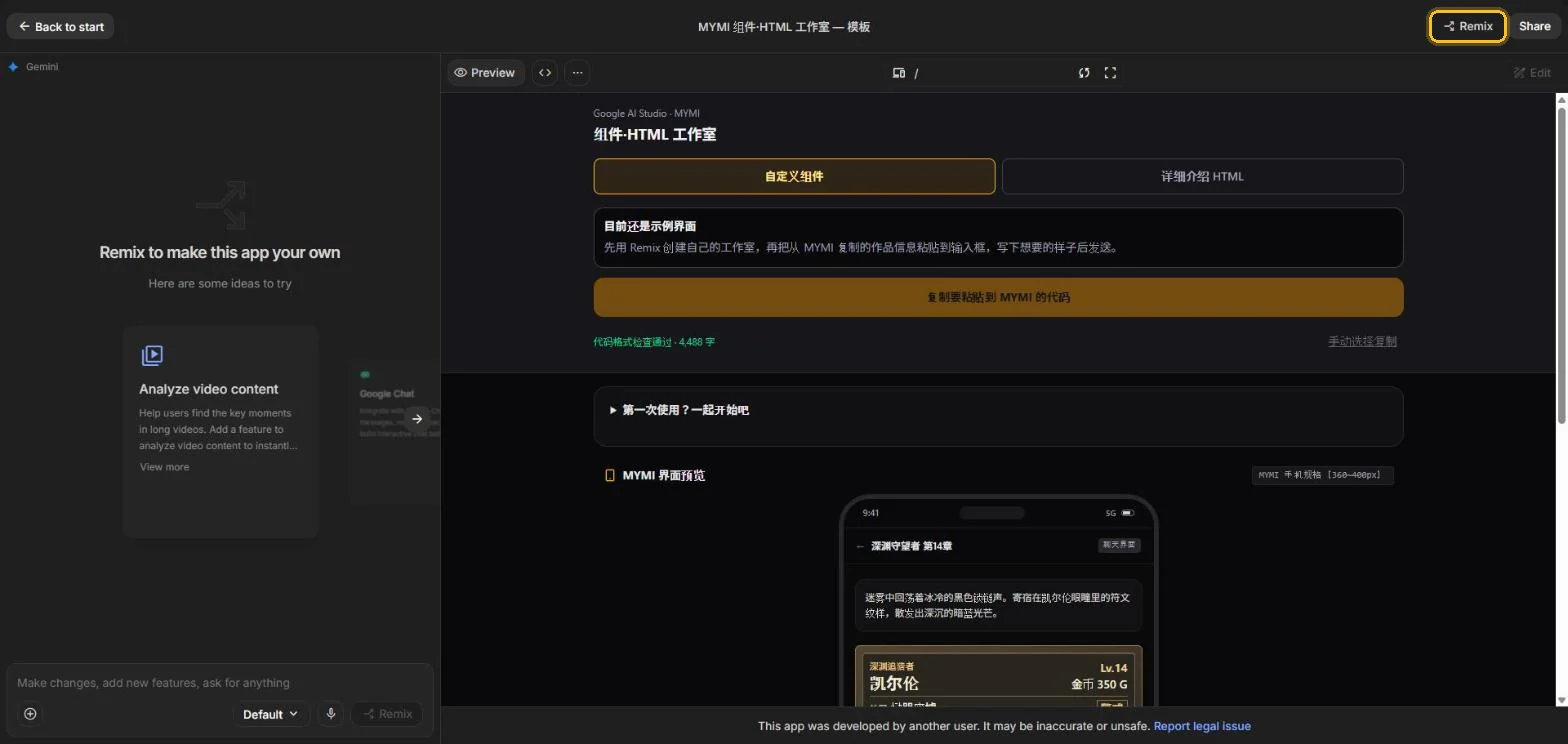 Back to start
MYMI 组件·HTML 工作室 — 模板
Remix
Share
Gemini
Preview
/
Edit
Remix to make this app your own
Here are some ideas to try
Analyze video content
Help users find the key moments
in long videos. Add a feature to
analyze video content to instantl...
View more
Google Chat
Make changes, add new features, ask for anything
Default
Remix
Google AI Studio · MYMI
组件·HTML 工作室
自定义组件
详细介绍 HTML
目前还是示例界面
先用 Remix 创建自己的工作室，再把从 MYMI 复制的作品信息粘贴到输入框，写下想要的样子后发送。
复制要粘贴到 MYMI 的代码
代码格式检查通过 · 4,488 字
手动选择复制
第一次使用？一起开始吧
MYMI 界面预览
MYMI 手机规格 [360~400px]
9:41
5G
← 深渊守望者 第14章
聊天界面
迷雾中回荡着冰冷的黑色锁链声。寄宿在凯尔伦眼瞳里的符文
纹样，散发出深沉的暗蓝光芒。
深渊追猎者
Lv.14
凯尔伦
金币 350 G
This app was developed by another user. It may be inaccurate or unsafe. Report legal issue